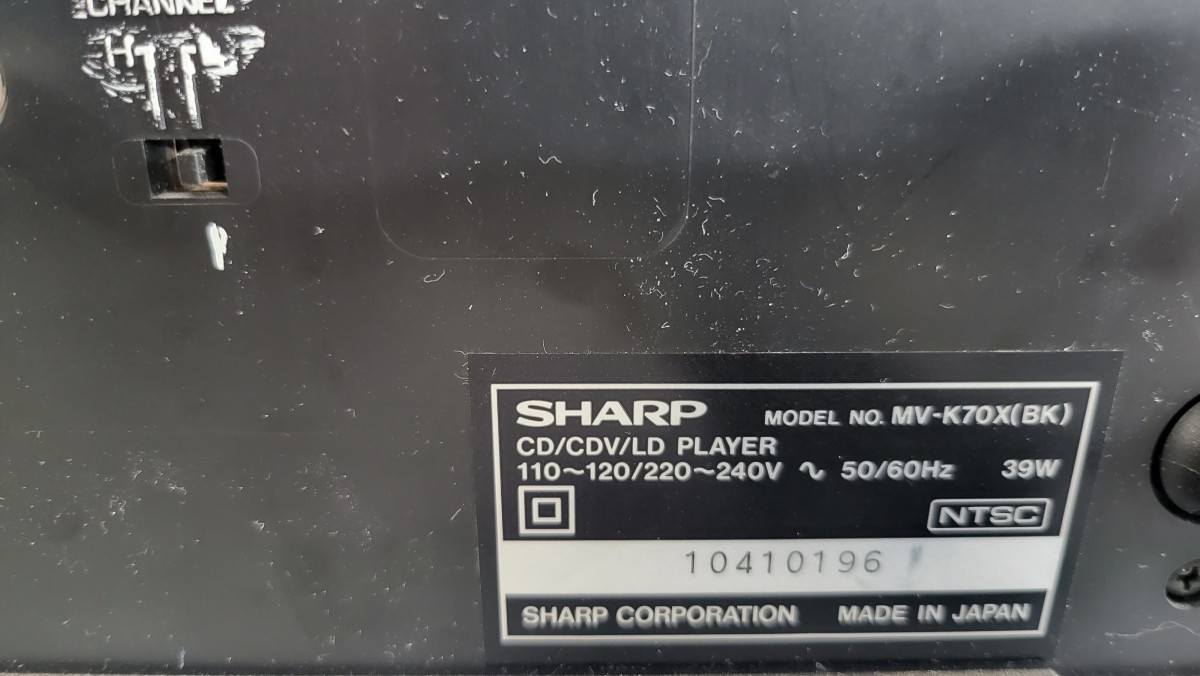 CHANNEL
H L
SHARP MODEL NO. MV-K70X(BK)
CD/CDV/LD PLAYER
110~120/220~240V ∿ 50/60Hz 39W
NTSC
10410196
SHARP CORPORATION MADE IN JAPAN